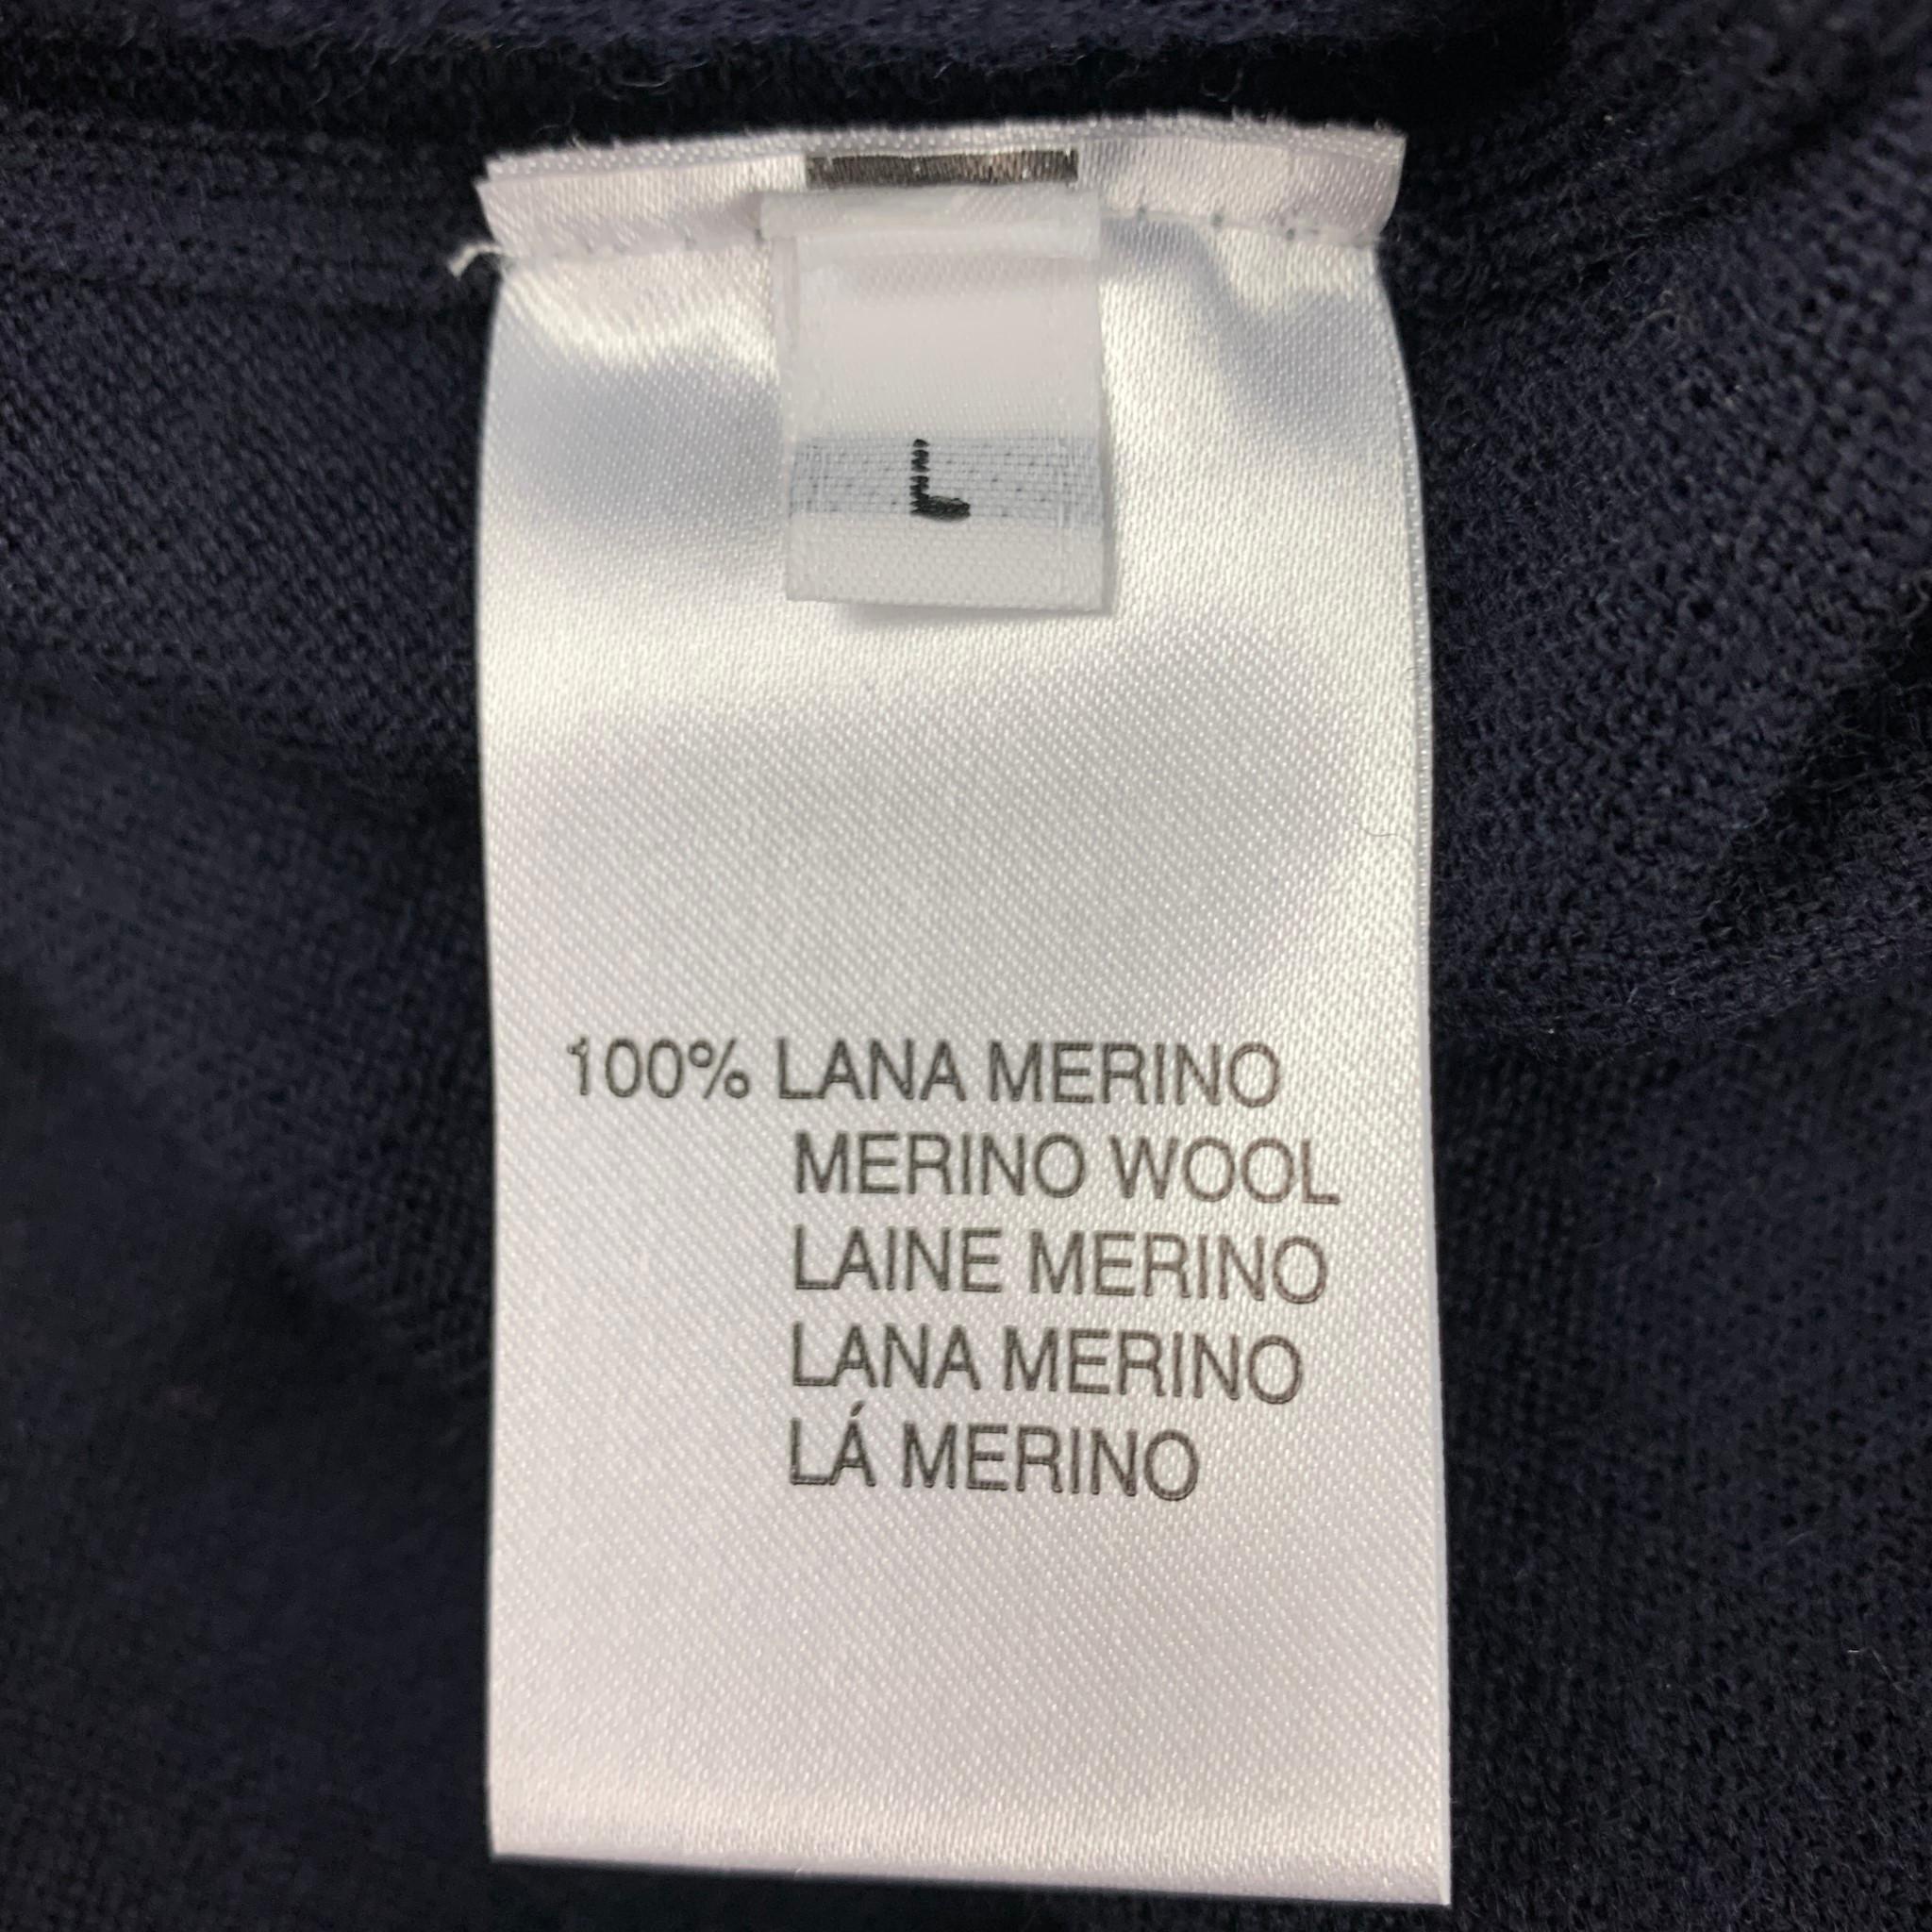 L
100% LANA MERINO
MERINO WOOL
LAINE MERINO
LANA MERINO
LÁ MERINO